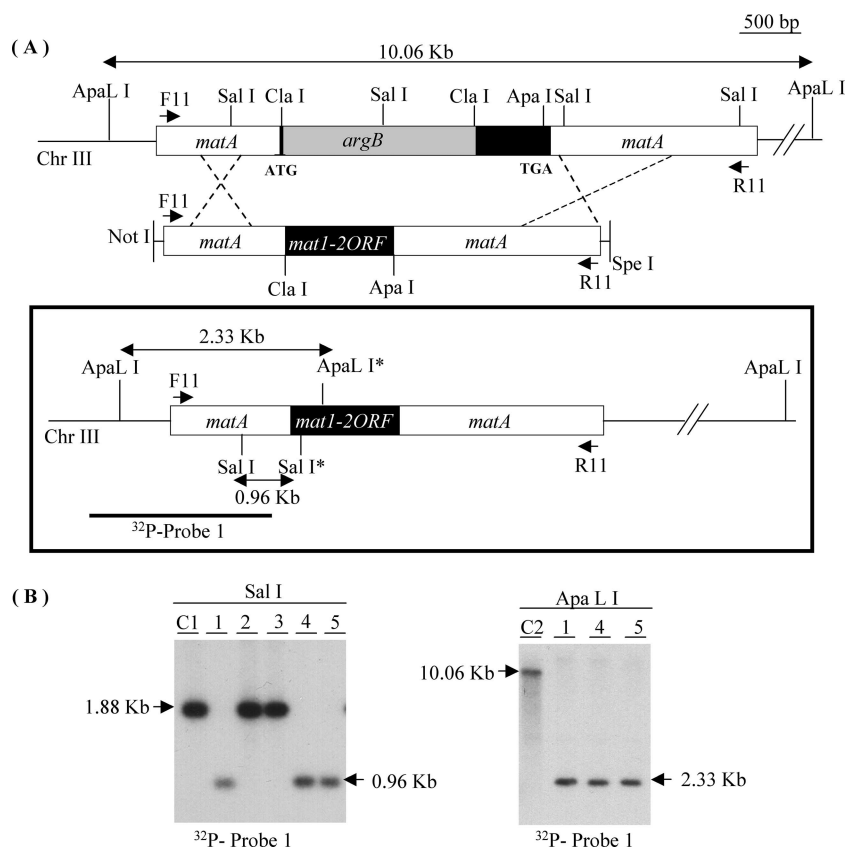 500 bp
( A )
10.06 Kb
ApaL I
F11
Sal I
Cla I
Sal I
Cla I
Apa I
Sal I
Sal I
ApaL I
matA
argB
matA
Chr III
ATG
TGA
R11
F11
Not I
matA
mat1-2ORF
matA
Spe I
R11
Cla I
Apa I
2.33 Kb
ApaL I
ApaL I*
ApaL I
F11
matA
mat1-2ORF
matA
Chr III
Sal I
Sal I*
R11
0.96 Kb
32P-Probe 1
( B )
Sal I
C1 1 2 3 4 5
1.88 Kb
0.96 Kb
32P- Probe 1
Apa L I
C2 1 4 5
10.06 Kb
2.33 Kb
32P- Probe 1